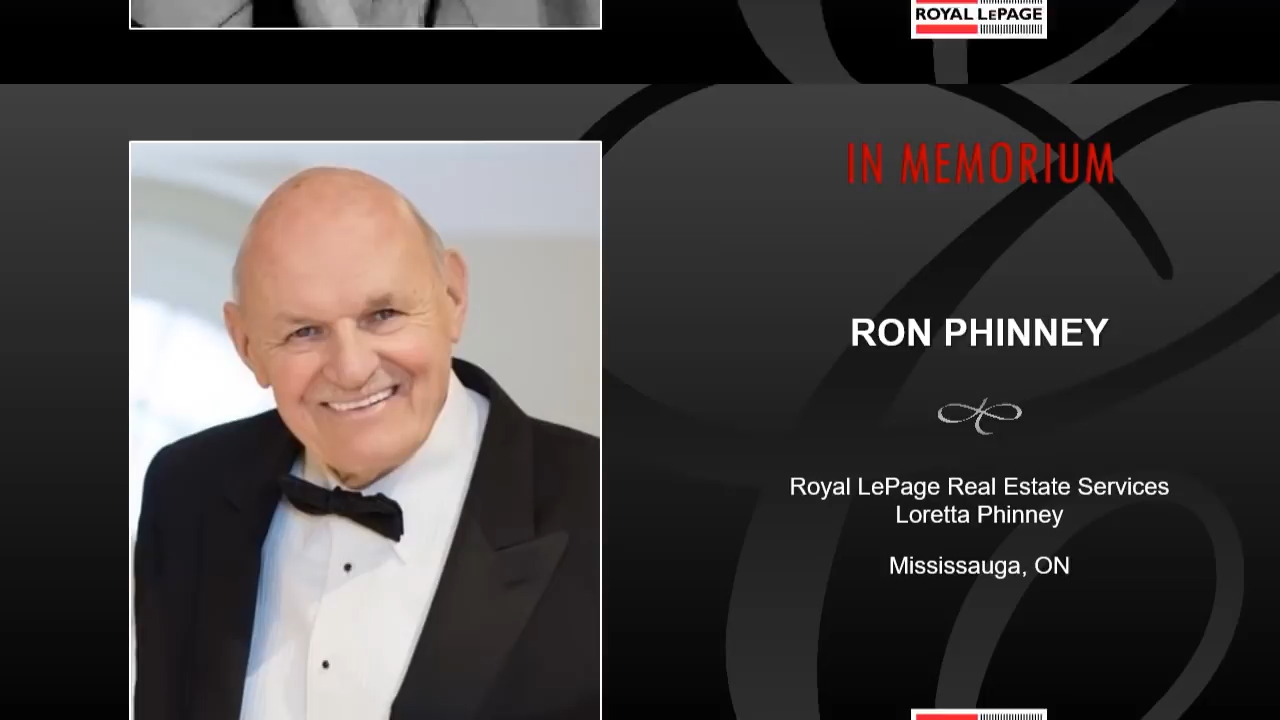 ROYAL LEPAGE
IN MEMORIUM
RON PHINNEY
Royal LePage Real Estate Services
Loretta Phinney
Mississauga, ON